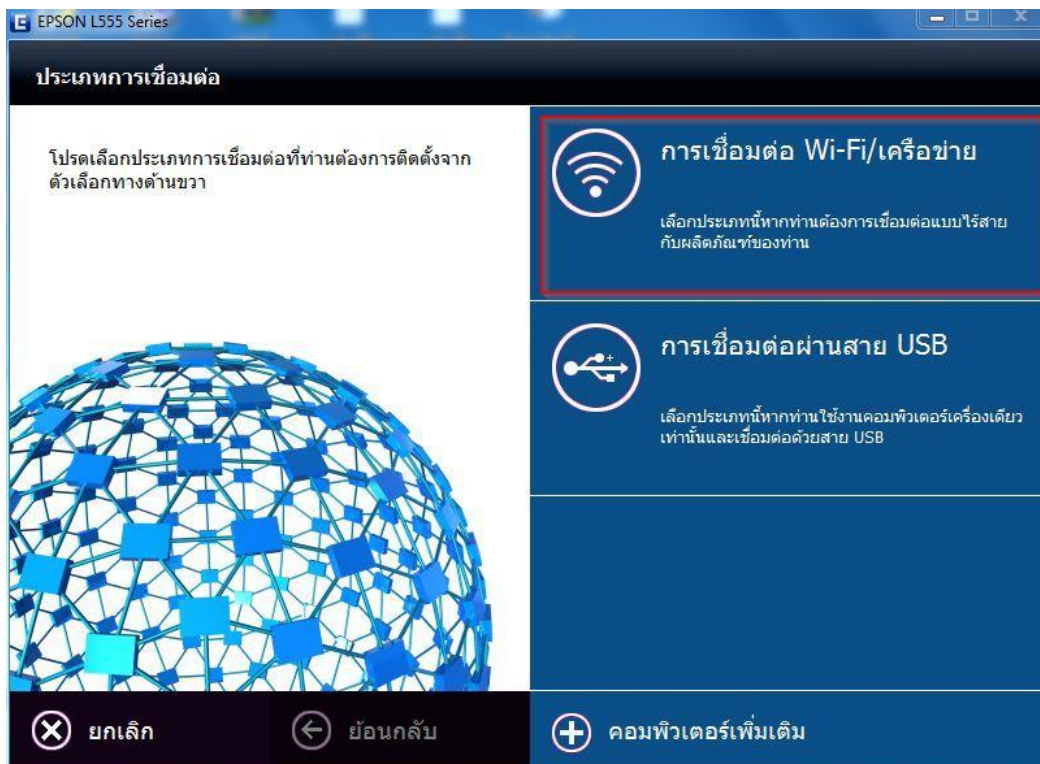 EPSON L555 Series
ประเภทการเชื่อมต่อ
โปรดเลือกประเภทการเชื่อมต่อที่ท่านต้องการติดตั้งจาก
ตัวเลือกทางด้านขวา
การเชื่อมต่อ Wi-Fi/เครือข่าย
เลือกประเภทนี้หากท่านต้องการเชื่อมต่อแบบไร้สาย
กับผลิตภัณฑ์ของท่าน
การเชื่อมต่อผ่านสาย USB
เลือกประเภทนี้หากท่านใช้งานคอมพิวเตอร์เครื่องเดียว
เท่านั้นและเชื่อมต่อด้วยสาย USB
ยกเลิก
ย้อนกลับ
คอมพิวเตอร์เพิ่มเติม